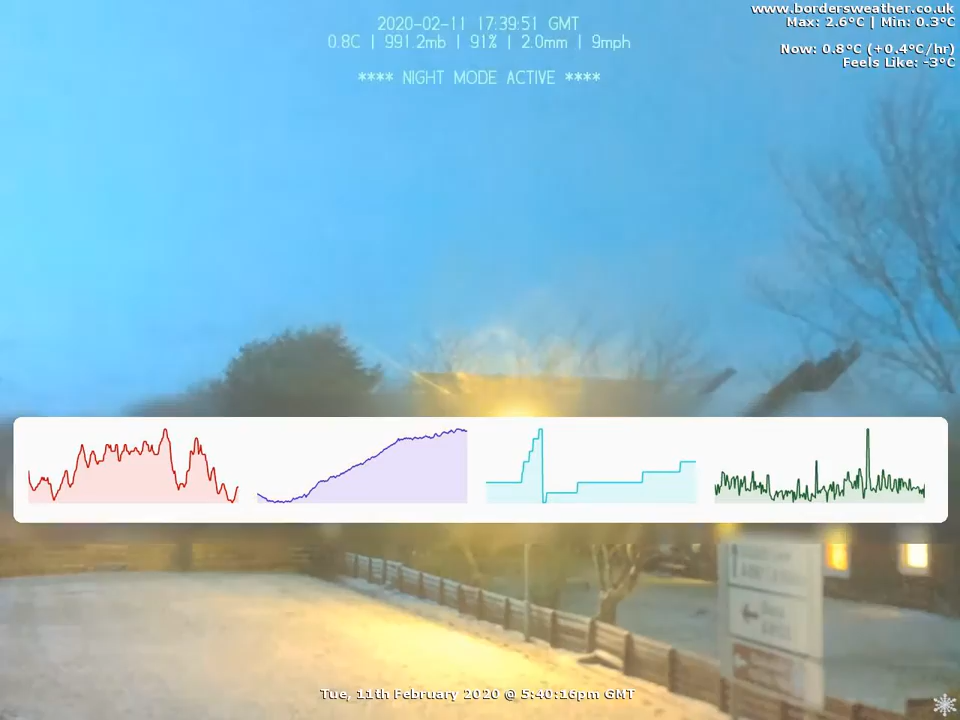 2020-02-11 17:39:51 GMT
0.8C | 991.2mb | 91% | 2.0mm | 9mph
**** NIGHT MODE ACTIVE ****
www.bordersweather.co.uk
Max: 2.6°C | Min: 0.3°C
Now: 0.8°C (+0.4°C/hr)
Feels Like: -3°C
Tue, 11th February 2020 @ 5:40:16pm GMT